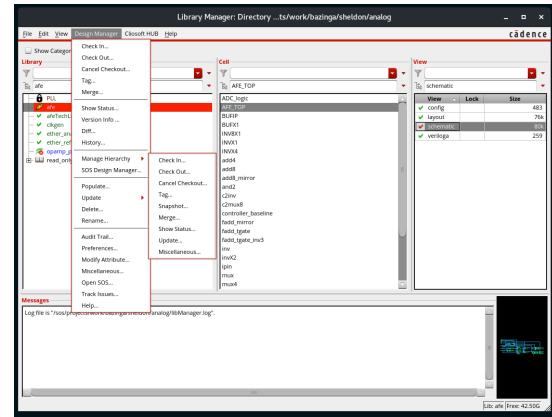 Library Manager: Directory ...ts/work/bazinga/sheldon/analog
File Edit View Design Manager Cliosoft HUB Help
cādence
Show Categor
Library
afe
PLL
afe
afeTechL
clkgen
ether_ana
ether_ref
opamp_p
read_only
Check In...
Check Out...
Cancel Checkout...
Tag...
Merge...
Show Status...
Version Info ...
Diff...
History...
Manage Hierarchy
SOS Design Manager...
Populate...
Update
Delete...
Rename...
Audit Trail...
Preferences...
Modify Attribute...
Miscellaneous...
Open SOS...
Track Issues...
Help...
Check In...
Check Out...
Cancel Checkout...
Tag...
Snapshot...
Merge...
Show Status...
Update...
Miscellaneous...
Cell
AFE_TOP
ADC_logic
AFE_TOP
BUFIP
BUFX1
INV8X1
INVX1
INVX4
add4
add8
add8_mirror
and2
c2inv
c2mux8
controller_baseline
fadd_mirror
fadd_tgate
fadd_tgate_inv3
inv
invX2
ipin
mux
mux4
View
schematic
View Lock Size
config 483
layout 76k
schematic 80k
veriloga 259
Messages
Log file is "/sos/projects/work/bazinga/sheldon/analog/libManager.log".
Lib: afe Free: 42.50G